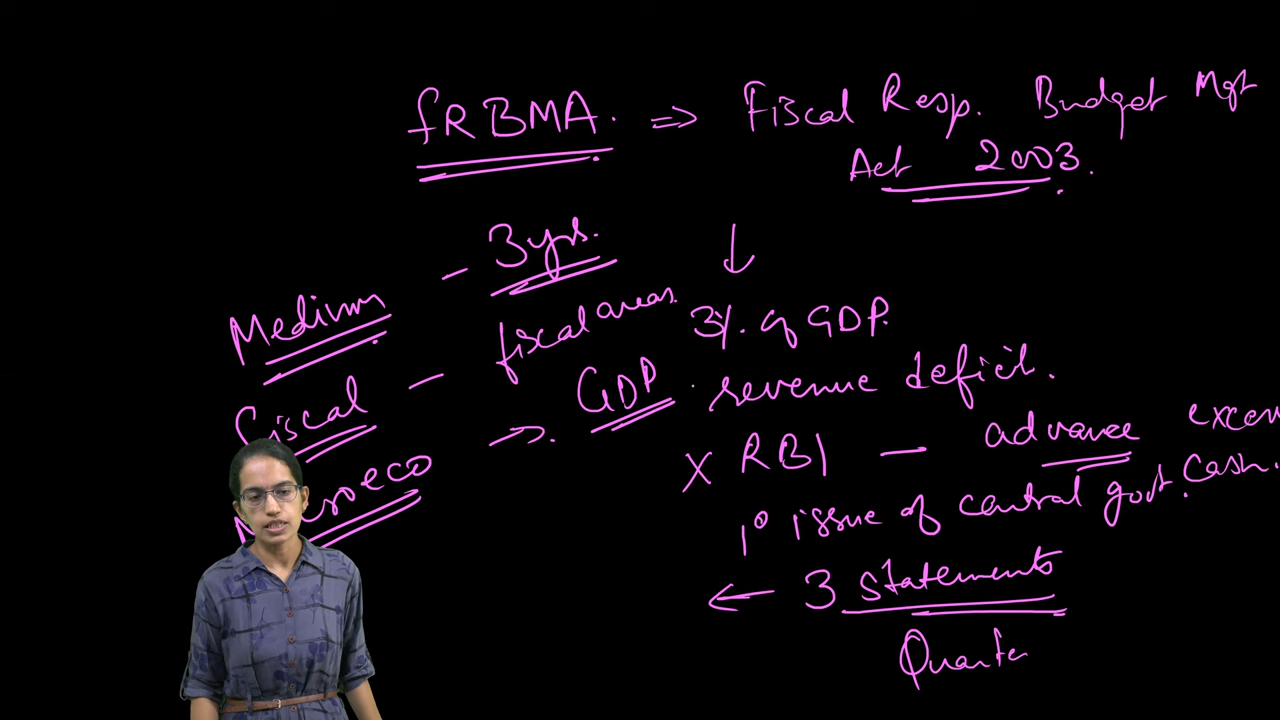 fRBMA. ⇒ Fiscal Resp. Budget Mgt
Act 2003.
Medium - 3yrs.
↓
fiscal - fiscal areas.
3% of GDP.
→ GDP
revenue deficit.
X RBI - advance
cash.
1° issue of central govt.
← 3 statements
Quarte